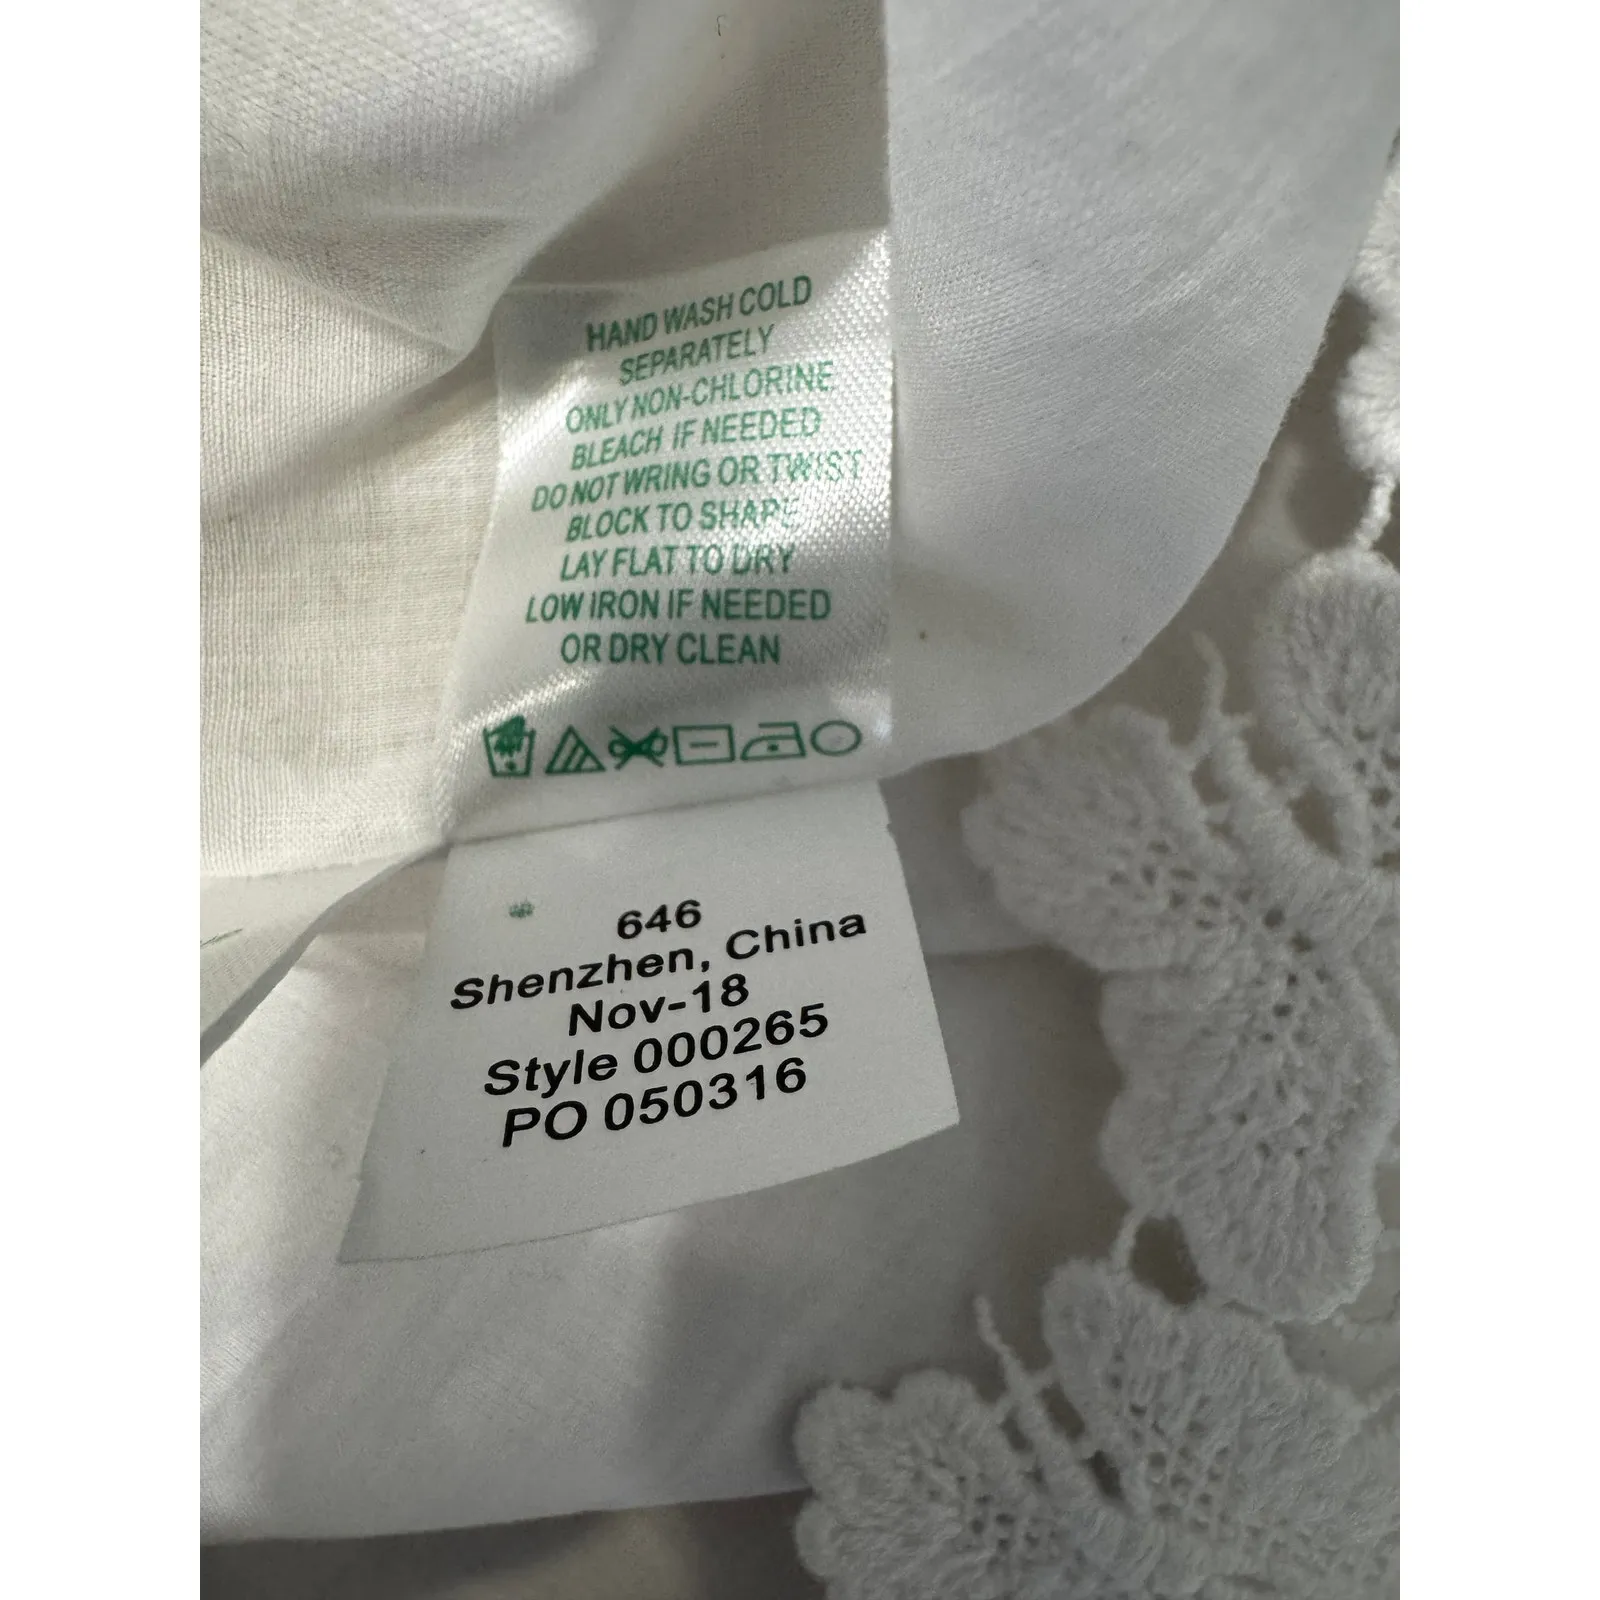 HAND WASH COLD
SEPARATELY
ONLY NON-CHLORINE
BLEACH IF NEEDED
DO NOT WRING OR TWIST
BLOCK TO SHAPE
LAY FLAT TO DRY
LOW IRON IF NEEDED
OR DRY CLEAN
646
Shenzhen, China
Nov-18
Style 000265
PO 050316